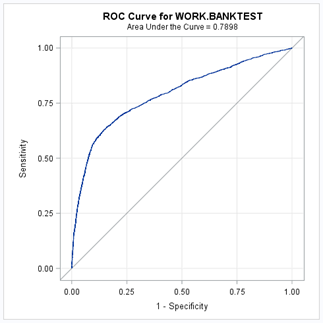 ROC Curve for WORK.BANKTEST
Area Under the Curve = 0.7898
1.00
0.75
0.50
0.25
0.00
Sensitivity
0.00 0.25 0.50 0.75 1.00
1 - Specificity